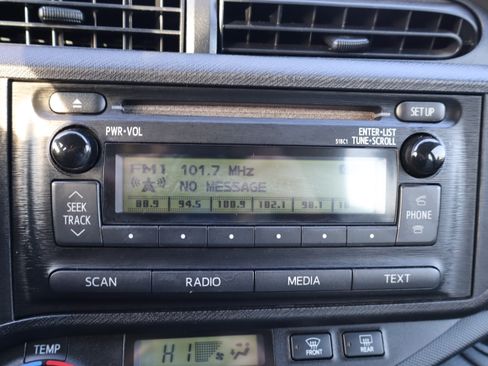 SET UP
PWR•VOL
ENTER•LIST
518C1 TUNE•SCROLL
FM1 101.7 MHz
NO MESSAGE
88.9 94.5 100.9 102.1 98.1
SEEK
TRACK
PHONE
SCAN RADIO MEDIA TEXT
TEMP
HI
FRONT REAR